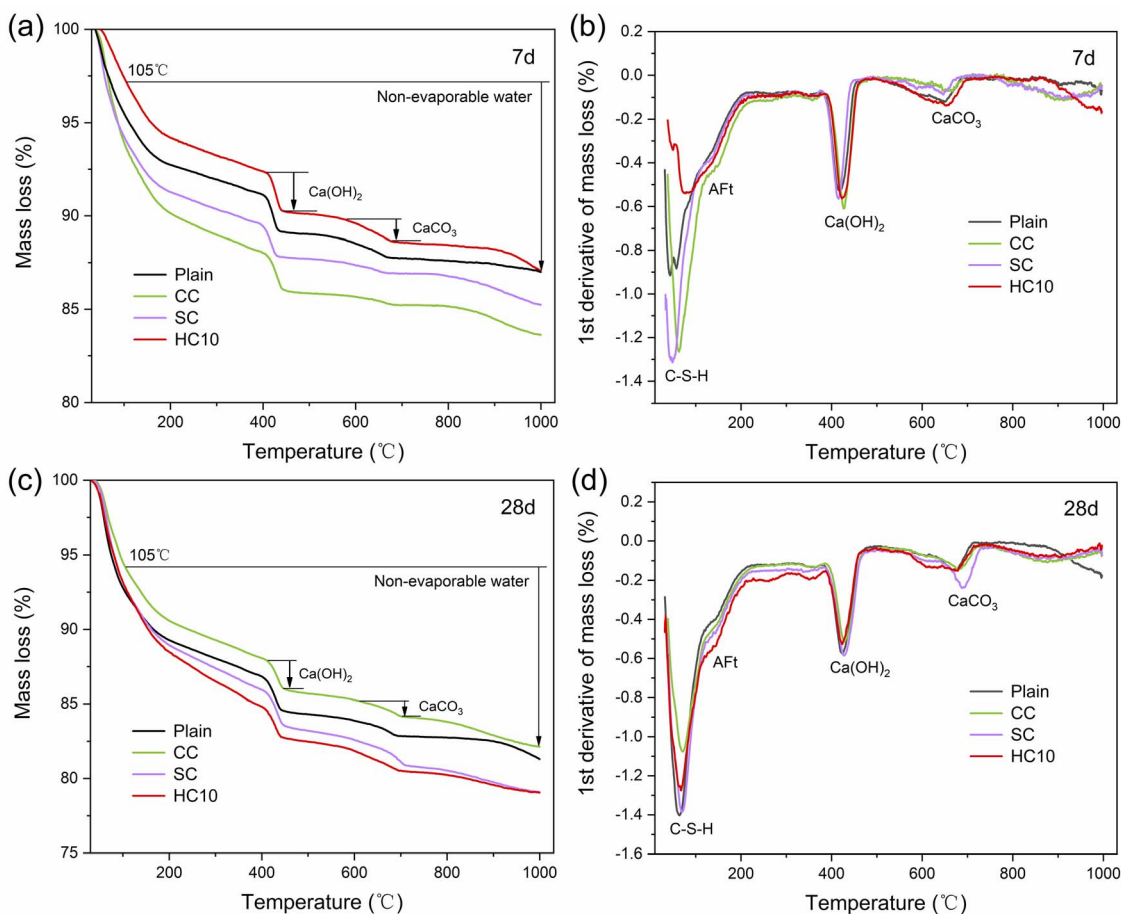 (a)
100
95
90
85
80
Mass loss (%)
105℃
7d
Non-evaporable water
Ca(OH)₂
CaCO₃
Plain
CC
SC
HC10
200
400
600
800
1000
Temperature (℃)
(b)
0.2
0.0
-0.2
-0.4
-0.6
-0.8
-1.0
-1.2
-1.4
1st derivative of mass loss (%)
7d
CaCO₃
AFt
Ca(OH)₂
C-S-H
Plain
CC
SC
HC10
200
400
600
800
1000
Temperature (℃)
(c)
100
95
90
85
80
75
Mass loss (%)
105℃
28d
Non-evaporable water
Ca(OH)₂
CaCO₃
Plain
CC
SC
HC10
200
400
600
800
1000
Temperature (℃)
(d)
0.2
0.0
-0.2
-0.4
-0.6
-0.8
-1.0
-1.2
-1.4
-1.6
1st derivative of mass loss (%)
28d
CaCO₃
AFt
Ca(OH)₂
C-S-H
Plain
CC
SC
HC10
200
400
600
800
1000
Temperature (℃)